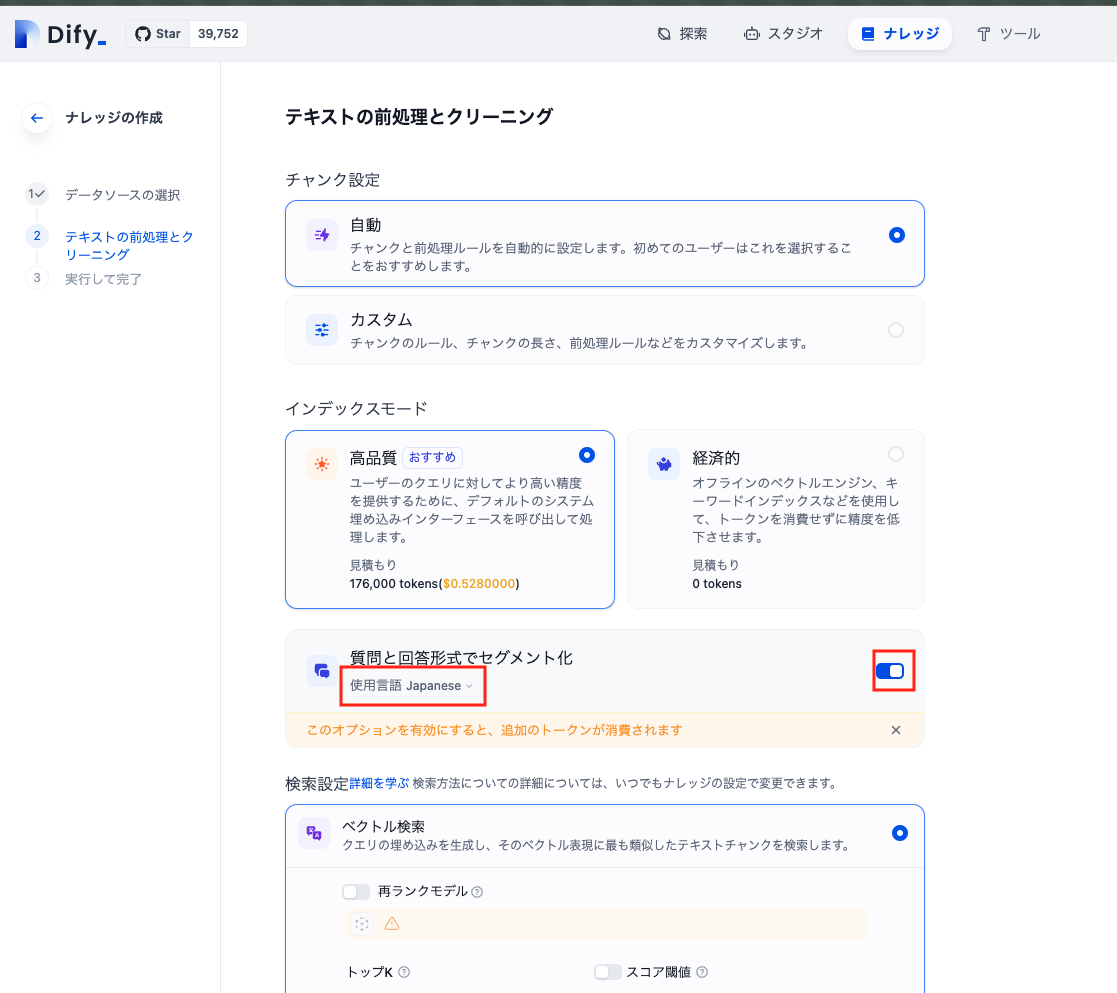 Dify_
Star 39,752
探索
スタジオ
ナレッジ
ツール
ナレッジの作成
1
データソースの選択
2
テキストの前処理とク
リーニング
3
実行して完了
テキストの前処理とクリーニング
チャンク設定
自動
チャンクと前処理ルールを自動的に設定します。初めてのユーザーはこれを選択するこ
とをおすすめします。
カスタム
チャンクのルール、チャンクの長さ、前処理ルールなどをカスタマイズします。
インデックスモード
高品質 おすすめ
ユーザーのクエリに対してより高い精度
を提供するために、デフォルトのシステム
埋め込みインターフェースを呼び出して処
理します。
見積もり
176,000 tokens($0.5280000)
経済的
オフラインのベクトルエンジン、キ
ーワードインデックスなどを使用し
て、トークンを消費せずに精度を低
下させます。
見積もり
0 tokens
質問と回答形式でセグメント化
使用言語 Japanese
このオプションを有効にすると、追加のトークンが消費されます
検索設定詳細を学ぶ 検索方法についての詳細については、いつでもナレッジの設定で変更できます。
ベクトル検索
クエリの埋め込みを生成し、そのベクトル表現に最も類似したテキストチャンクを検索します。
再ランクモデル
トップK
スコア閾値